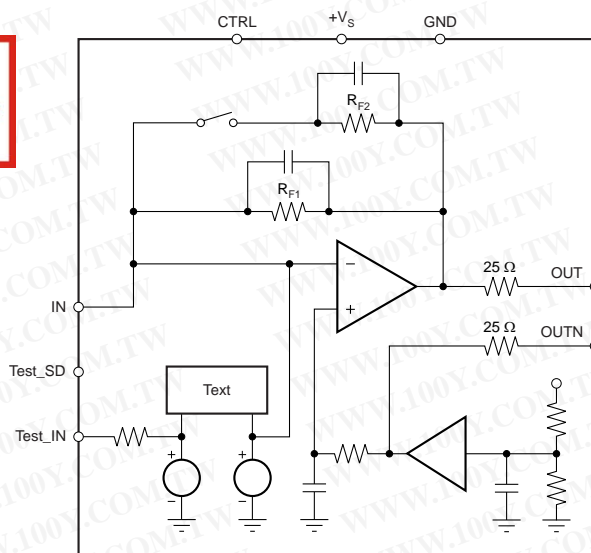 CTRL
+VS
GND
RF2
RF1
25 Ω
OUT
25 Ω
OUTN
−
+
IN
Test_SD
Text
Test_IN
+
−
+
−
WWW.100Y.COM.TW